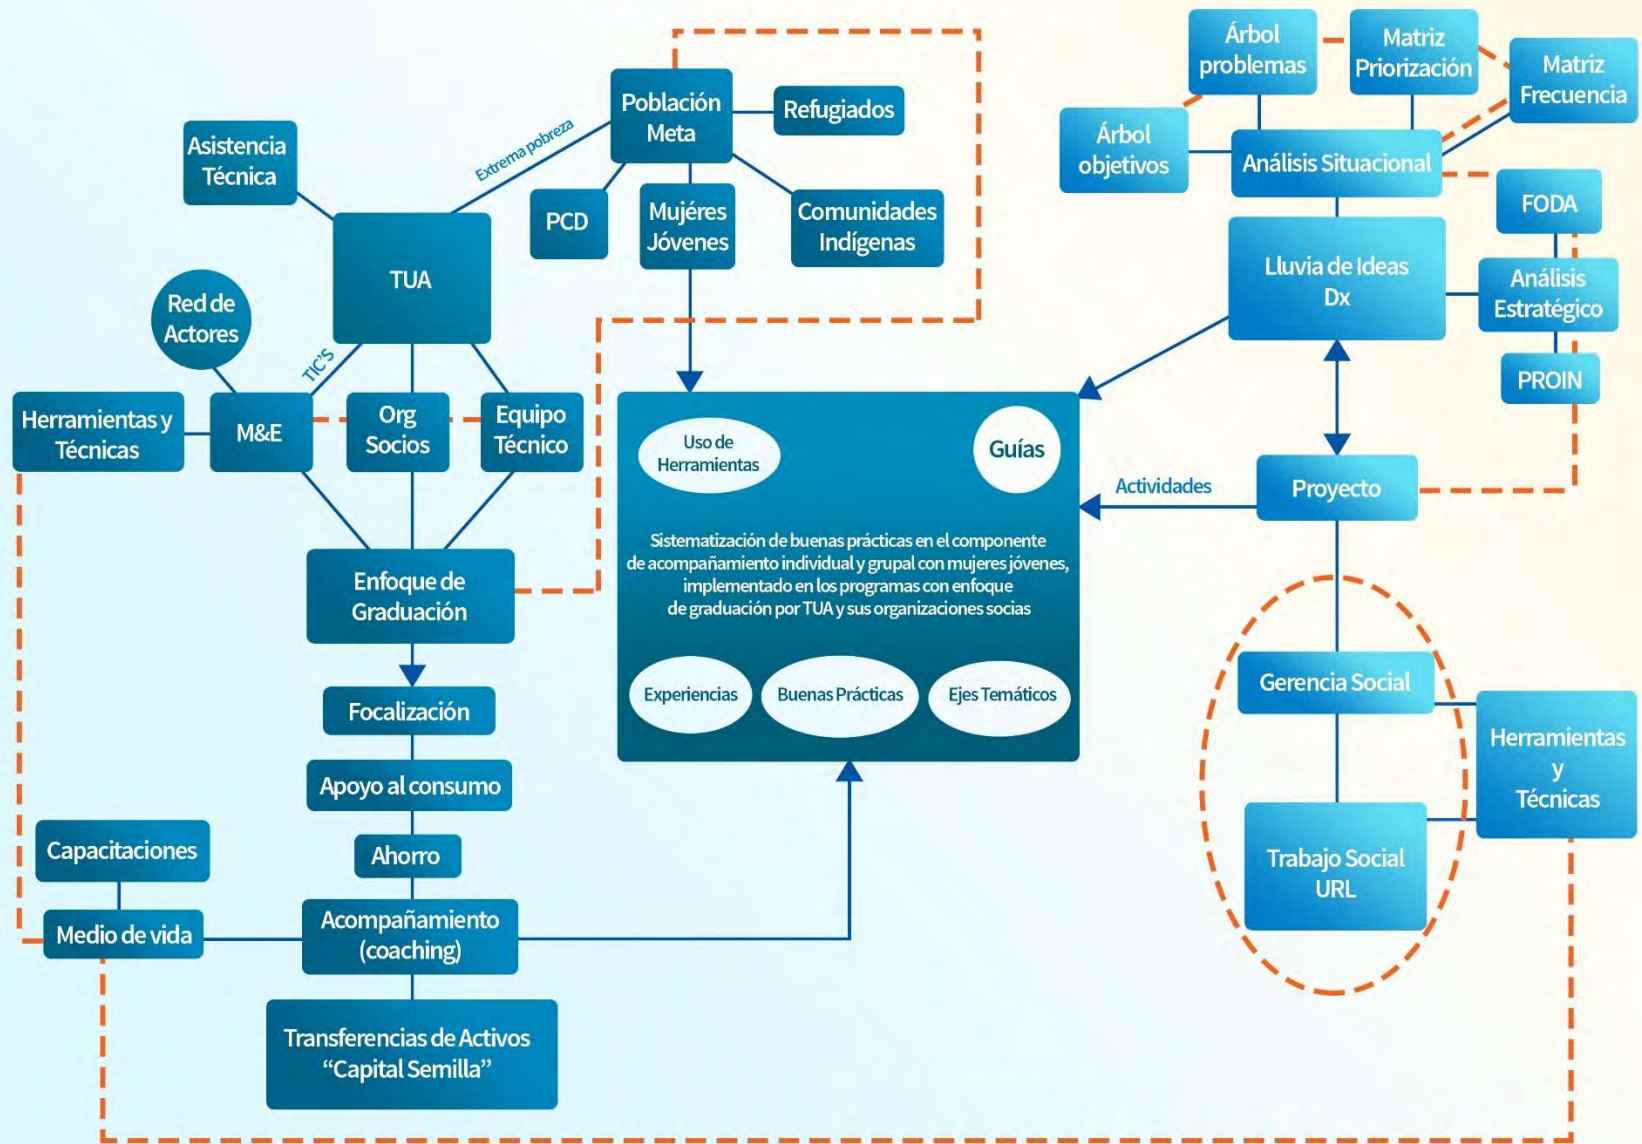 Asistencia
Técnica
TUA
Extrema pobreza
Población
Meta
Refugiados
PCD
Mujéres
Jóvenes
Comunidades
Indígenas
Red de
Actores
TIC'S
Herramientas y
Técnicas
M&E
Org
Socios
Equipo
Técnico
Enfoque de
Graduación
Focalización
Apoyo al consumo
Ahorro
Capacitaciones
Medio de vida
Acompañamiento
(coaching)
Transferencias de Activos
“Capital Semilla”
Uso de
Herramientas
Guías
Sistematización de buenas prácticas en el componente
de acompañamiento individual y grupal con mujeres jóvenes,
implementado en los programas con enfoque
de graduación por TUA y sus organizaciones socias
Experiencias
Buenas Prácticas
Ejes Temáticos
Árbol
problemas
Matriz
Priorización
Matriz
Frecuencia
Árbol
objetivos
Análisis Situacional
FODA
Lluvia de Ideas
Dx
Análisis
Estratégico
PROIN
Actividades
Proyecto
Gerencia Social
Herramientas
y
Técnicas
Trabajo Social
URL